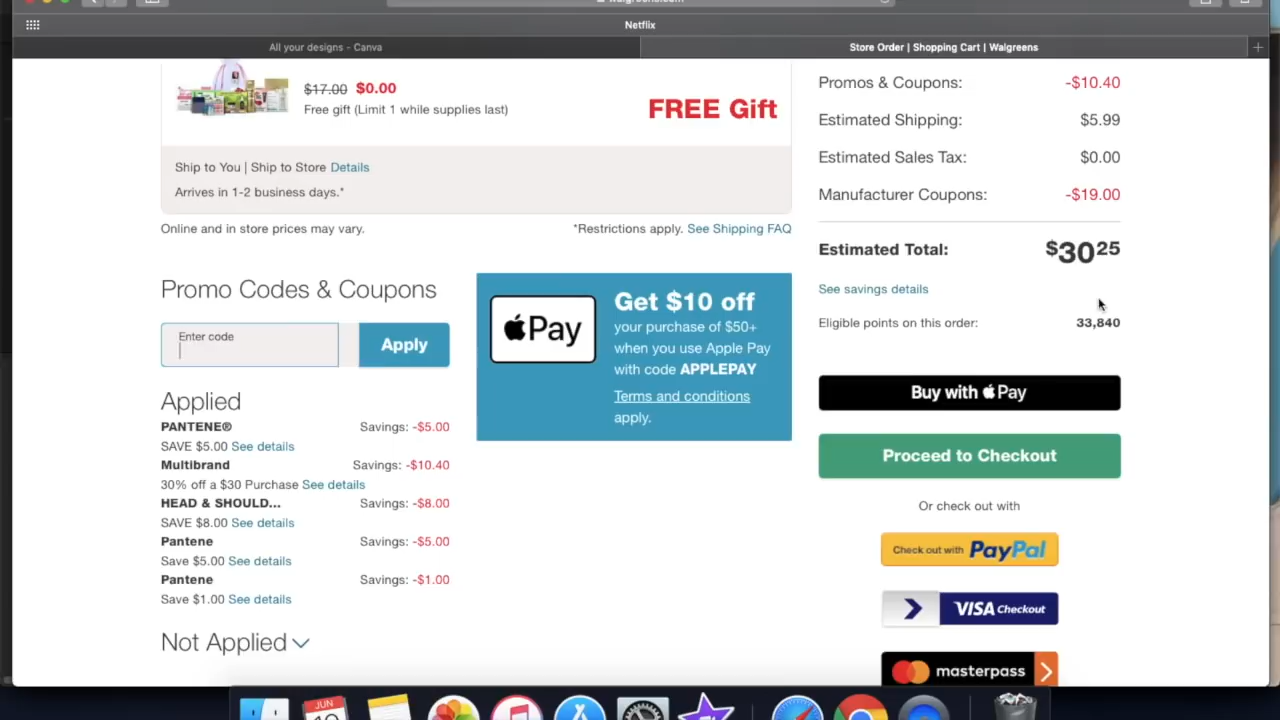 Netflix
All your designs - Canva
Store Order | Shopping Cart | Walgreens
$17.00 $0.00
Free gift (Limit 1 while supplies last)
FREE Gift
Ship to You | Ship to Store Details
Arrives in 1-2 business days.*
Online and in store prices may vary.
*Restrictions apply. See Shipping FAQ
Promo Codes & Coupons
Enter code
Apply
Applied
PANTENE® Savings: -$5.00
SAVE $5.00 See details
Multibrand Savings: -$10.40
30% off a $30 Purchase See details
HEAD & SHOULD... Savings: -$8.00
SAVE $8.00 See details
Pantene Savings: -$5.00
Save $5.00 See details
Pantene Savings: -$1.00
Save $1.00 See details
Not Applied
Pay
Get $10 off
your purchase of $50+
when you use Apple Pay
with code APPLEPAY
Terms and conditions
apply.
Promos & Coupons: -$10.40
Estimated Shipping: $5.99
Estimated Sales Tax: $0.00
Manufacturer Coupons: -$19.00
Estimated Total: $30 25
See savings details
Eligible points on this order: 33,840
Buy with Pay
Proceed to Checkout
Or check out with
Check out with PayPal
VISA Checkout
masterpass
JUN